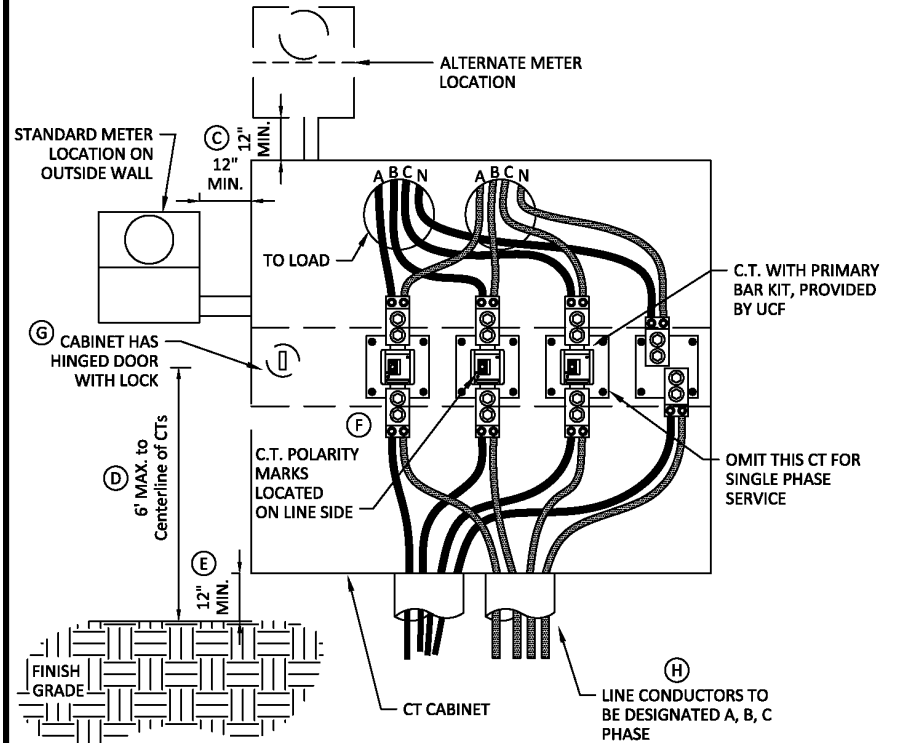 ALTERNATE METER
LOCATION
STANDARD METER
LOCATION ON
OUTSIDE WALL
C
12"
MIN.
12"
MIN.
A B C N
A B C N
TO LOAD
C.T. WITH PRIMARY
BAR KIT, PROVIDED
BY UCF
G
CABINET HAS
HINGED DOOR
WITH LOCK
F
C.T. POLARITY
MARKS
LOCATED
ON LINE SIDE
D
6' MAX. to
Centerline of CTs
OMIT THIS CT FOR
SINGLE PHASE
SERVICE
E
12"
MIN.
FINISH
GRADE
CT CABINET
H
LINE CONDUCTORS TO
BE DESIGNATED A, B, C
PHASE